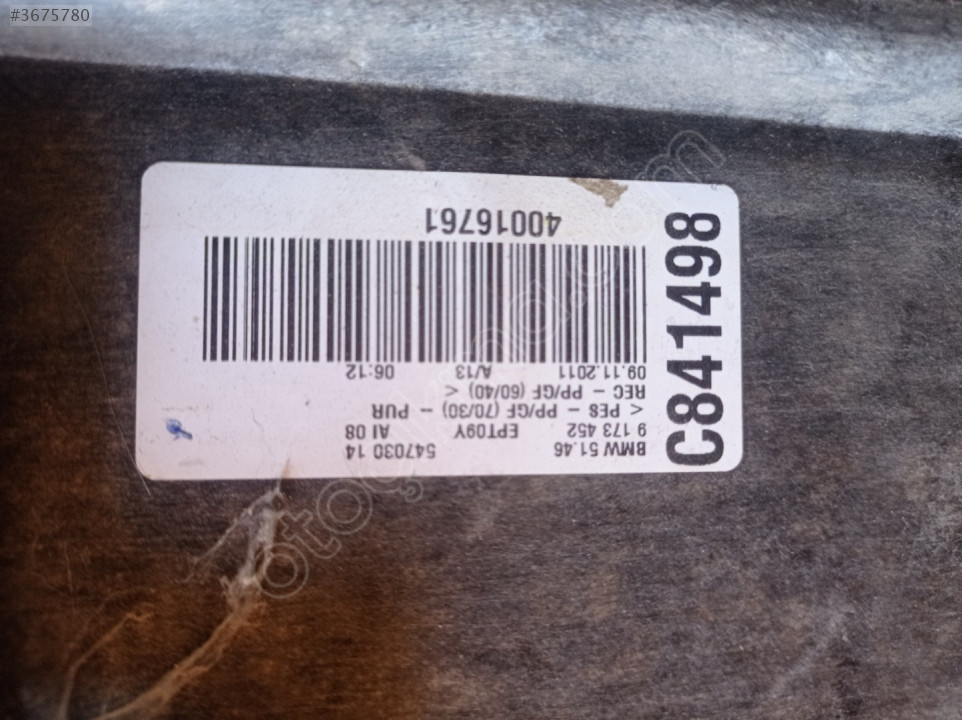 #3675780
BMW 51.46 547030 14
9 173 452 EPT09Y AI 08
< PES - PP/GF (70/30) - PUR
REC - PP/GF (60/40) <
09.11.2011 A/13 06:12
40016761
C841498